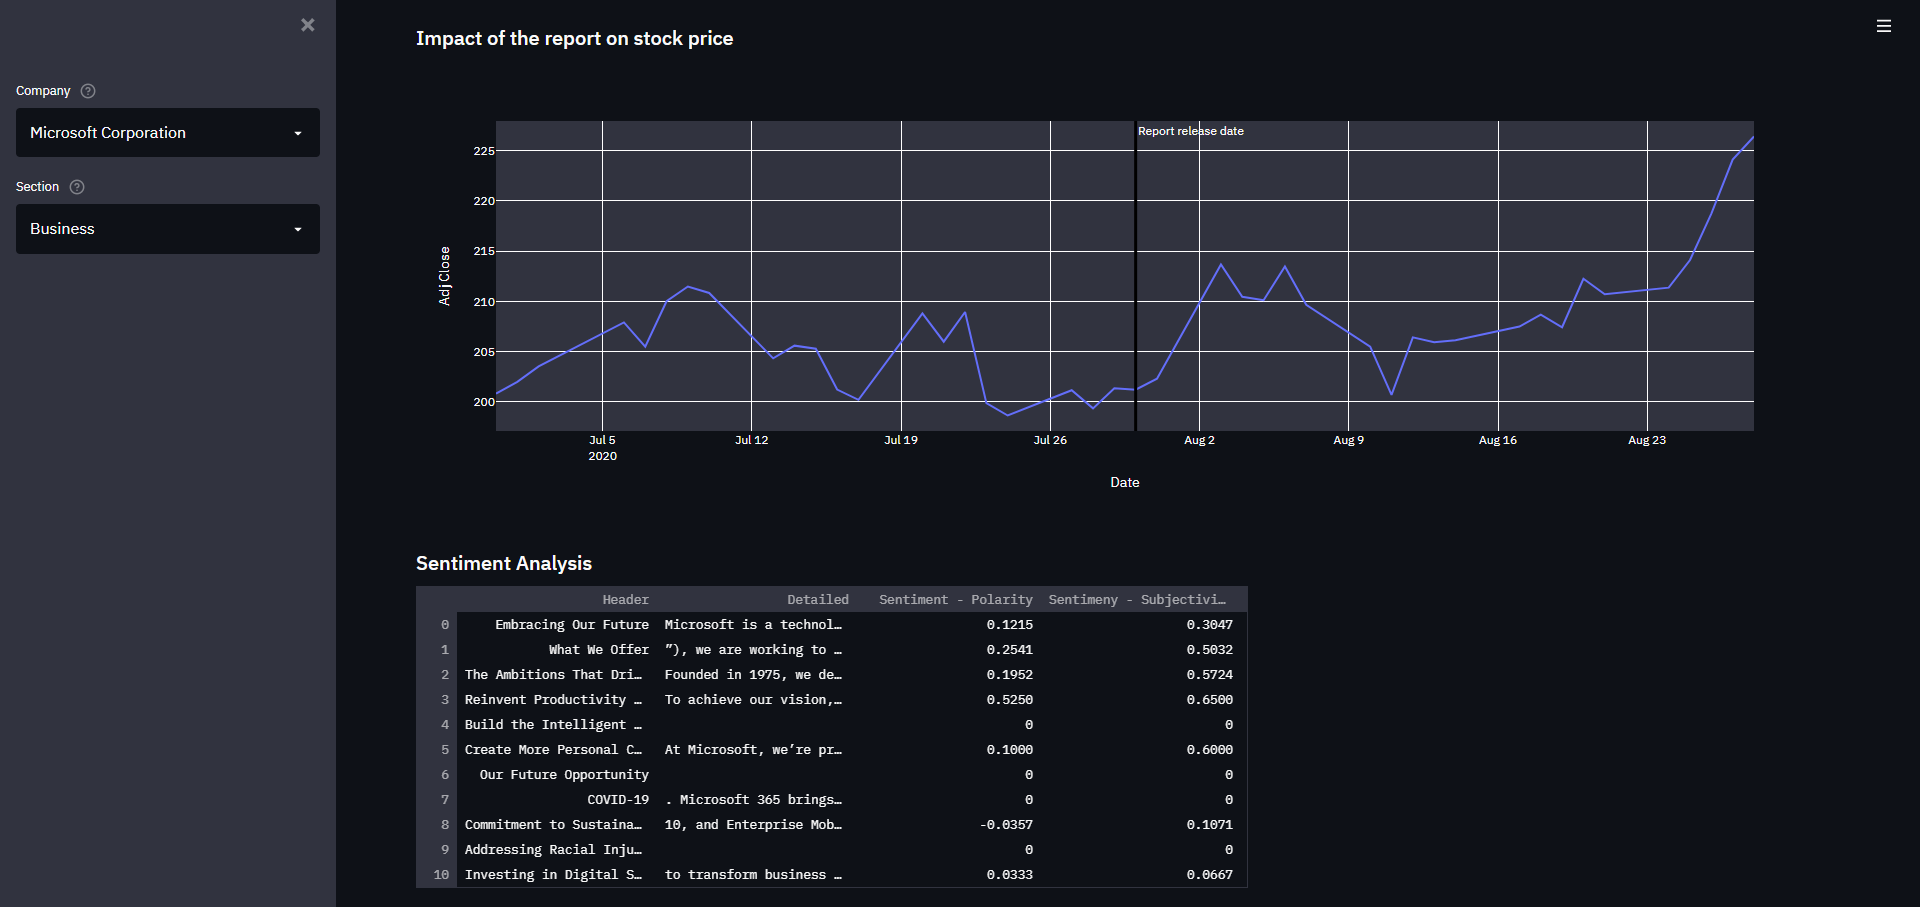 Company
Microsoft Corporation
Section
Business
Impact of the report on stock price
Report release date
225
220
215
210
205
200
Adj Close
Jul 5 Jul 12 Jul 19 Jul 26 Aug 2 Aug 9 Aug 16 Aug 23
2020
Date
Sentiment Analysis
Header Detailed Sentiment - Polarity Sentimeny - Subjectivi…
0 Embracing Our Future Microsoft is a technol… 0.1215 0.3047
1 What We Offer ”), we are working to … 0.2541 0.5032
2 The Ambitions That Dri… Founded in 1975, we de… 0.1952 0.5724
3 Reinvent Productivity … To achieve our vision,… 0.5250 0.6500
4 Build the Intelligent … 0 0
5 Create More Personal C… At Microsoft, we’re pr… 0.1000 0.6000
6 Our Future Opportunity 0 0
7 COVID-19 . Microsoft 365 brings… 0 0
8 Commitment to Sustaina… 10, and Enterprise Mob… -0.0357 0.1071
9 Addressing Racial Inju… 0 0
10 Investing in Digital S… to transform business … 0.0333 0.0667